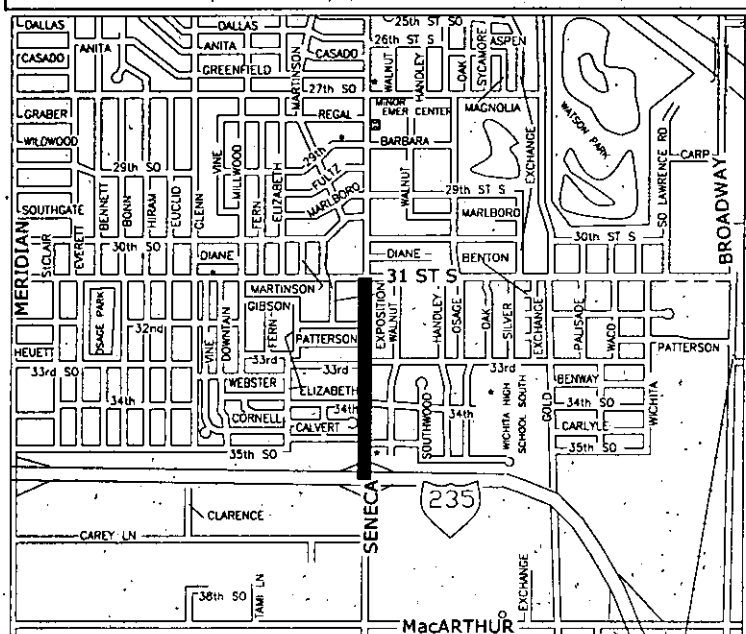 DALLAS
DALLAS
25th ST SO
ANITA
ANITA
26th ST S
ASPEN
CASADO
CASADO
GREENFIELD
MARTINSON
WALNUT
HANDLEY
OAK
SYCAMORE
27th SO
GRABER
REGAL
MINOR
EMER CENTER
MAGNOLIA
WATSON PARK
WILDWOOD
BARBARA
EXCHANGE
SO LAWRENCE RD
CARP
BROADWAY
29th SO
VINE
MILLWOOD
29th
FULTZ
MARLBORO
WALNUT
29th ST S
SOUTHGATE
BENNETT
BONN
HIRAM
EUCLID
GLENN
FERN
ELIZABETH
MARLBORO
MERIDIAN
St CLAIR
EVERETT
30th SO
30th ST S
DIANE
DIANE
BENTON
31 ST S
OSAGE PARK
MARTINSON
GIBSON
EXPOSITION
WALNUT
HANDLEY
OSAGE
OAK
SILVER
EXCHANGE
PALISADE
WACO
32nd
VINE
DOWNTAIN
FERN
PATTERSON
PATTERSON
HEUETT
33rd
33rd
33rd
33rd SO
WEBSTER
ELIZABETH
BENWAY
WICHITA
34th
CORNELL
34th
SOUTHWOOD
34th
WICHITA HIGH
SCHOOL SOUTH
GOLD
34th SO
CALVERT
CARLYLE
35th SO
35th SO
SENECA
235
CLARENCE
CAREY LN
38th SO
TAMI LN
EXCHANGE
MacARTHUR